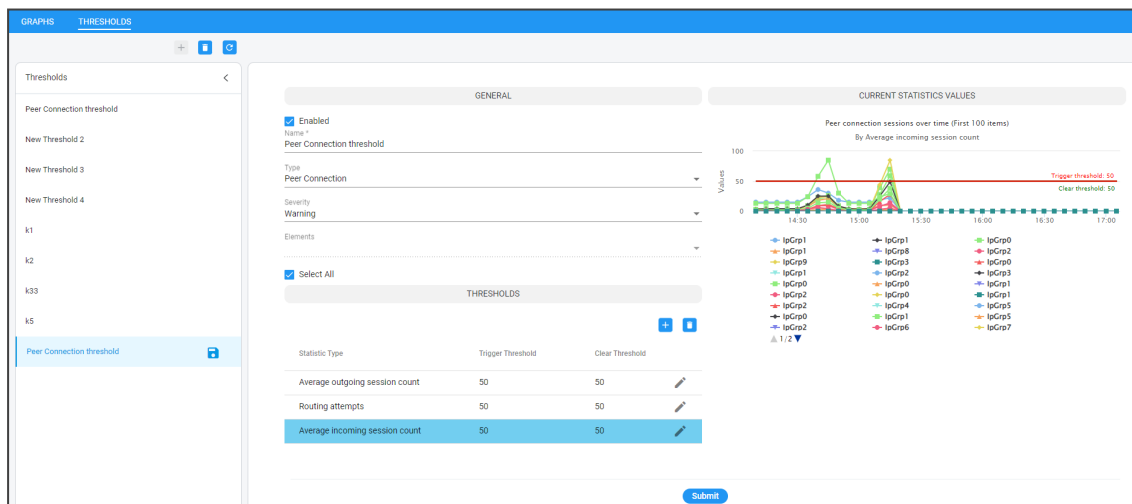 GRAPHS THRESHOLDS
Thresholds
Peer Connection threshold
New Threshold 2
New Threshold 3
New Threshold 4
k1
k2
k33
k5
Peer Connection threshold
GENERAL
Enabled
Name *
Peer Connection threshold
Type
Peer Connection
Severity
Warning
Elements
Select All
THRESHOLDS
Statistic Type Trigger Threshold Clear Threshold
Average outgoing session count 50 50
Routing attempts 50 50
Average incoming session count 50 50
CURRENT STATISTICS VALUES
Peer connection sessions over time (First 100 items)
By Average incoming session count
Values
100
50
0
Trigger threshold: 50
Clear threshold: 50
14:30 15:00 15:30 16:00 16:30 17:00
IpGrp1 IpGrp1 IpGrp0
IpGrp1 IpGrp8 IpGrp2
IpGrp9 IpGrp3 IpGrp0
IpGrp1 IpGrp2 IpGrp3
IpGrp0 IpGrp0 IpGrp1
IpGrp2 IpGrp0 IpGrp1
IpGrp2 IpGrp4 IpGrp5
IpGrp0 IpGrp1 IpGrp5
IpGrp2 IpGrp6 IpGrp7
1/2
Submit